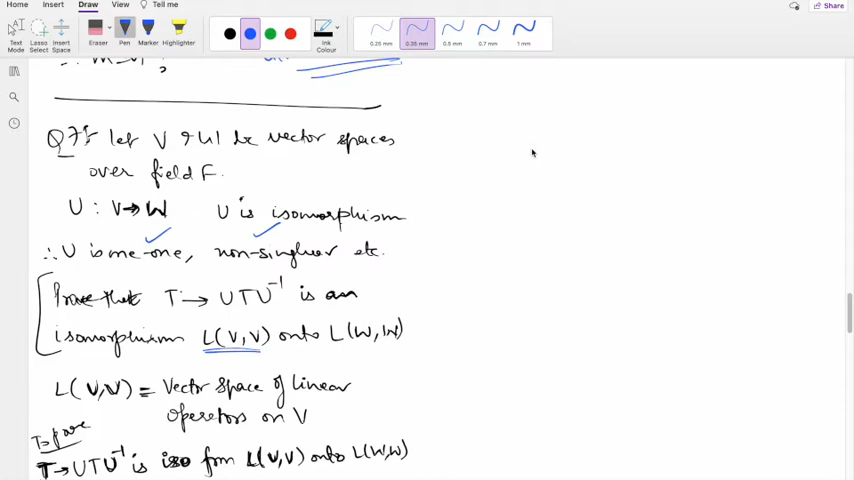 Home Insert Draw View Tell me Share
Text Mode Lasso Select Insert Space Eraser Pen Marker Highlighter Ink Colour 0.25 mm 0.35 mm 0.5 mm 0.7 mm 1 mm
Q7: let V & W be vector spaces
over field F.
U : V → W U is isomorphism
∴ U is one-one, non-singluer etc.
Prove that T → UTU⁻¹ is an
isomorphism L(V,V) onto L(W,W)
L(V,V) = Vector Space of linear
operators on V
To prove
T → UTU⁻¹ is iso from L(V,V) onto L(W,W)